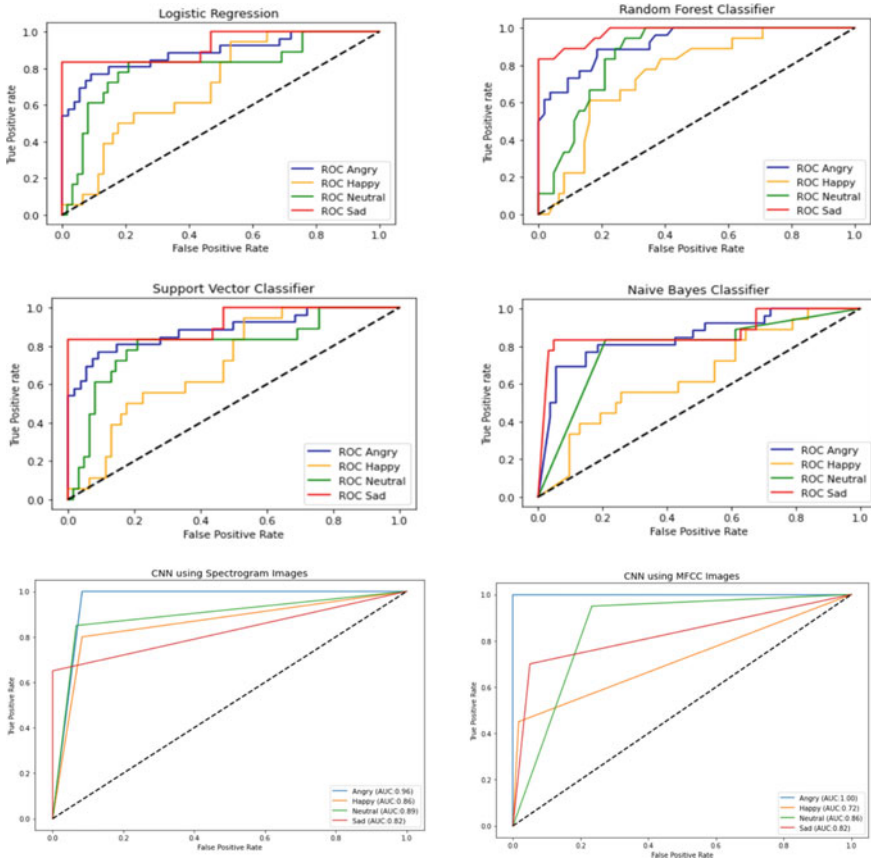 Logistic Regression
True Positive rate
1.0
0.8
0.6
0.4
0.2
0.0
ROC Angry
ROC Happy
ROC Neutral
ROC Sad
0.0 0.2 0.4 0.6 0.8 1.0
False Positive Rate
Random Forest Classifier
True Positive rate
1.0
0.8
0.6
0.4
0.2
0.0
ROC Angry
ROC Happy
ROC Neutral
ROC Sad
0.0 0.2 0.4 0.6 0.8 1.0
False Positive Rate
Support Vector Classifier
True Positive rate
1.0
0.8
0.6
0.4
0.2
0.0
ROC Angry
ROC Happy
ROC Neutral
ROC Sad
0.0 0.2 0.4 0.6 0.8 1.0
False Positive Rate
Naive Bayes Classifier
True Positive rate
1.0
0.8
0.6
0.4
0.2
0.0
ROC Angry
ROC Happy
ROC Neutral
ROC Sad
0.0 0.2 0.4 0.6 0.8 1.0
False Positive Rate
CNN using Spectrogram Images
True Positive Rate
1.0
0.8
0.6
0.4
0.2
0.0
Angry (AUC:0.96)
Happy (AUC:0.86)
Neutral (AUC:0.89)
Sad (AUC:0.82)
0.0 0.2 0.4 0.6 0.8 1.0
False Positive Rate
CNN using MFCC Images
True Positive Rate
1.0
0.8
0.6
0.4
0.2
0.0
Angry (AUC:1.00)
Happy (AUC:0.72)
Neutral (AUC:0.86)
Sad (AUC:0.82)
0.0 0.2 0.4 0.6 0.8 1.0
False Positive Rate